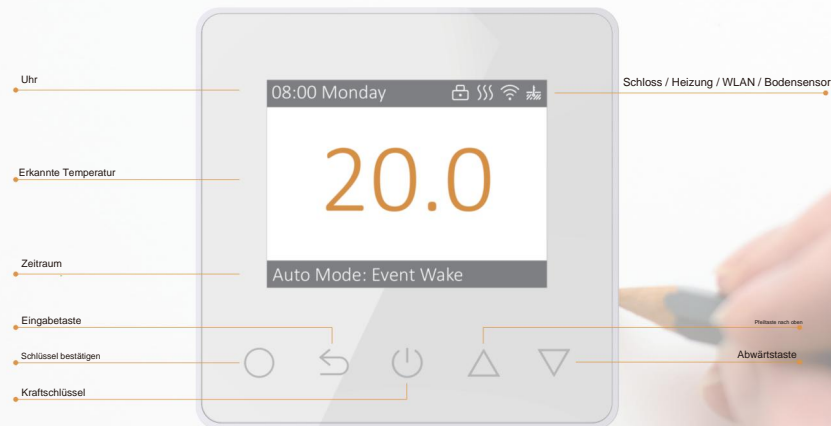 Uhr
08:00 Monday
Schloss / Heizung / WLAN / Bodensensor
20.0
Erkannte Temperatur
Zeitraum
Auto Mode: Event Wake
Eingabetaste
Pfeiltaste nach oben
Schlüssel bestätigen
Abwärtstaste
Kraftschlüssel